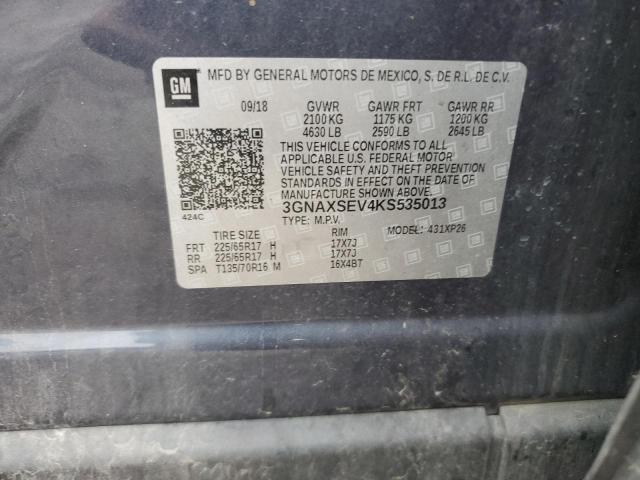 GM
MFD BY GENERAL MOTORS DE MEXICO, S. DE R.L. DE C.V.
09/18 GVWR GAWR FRT GAWR RR
2100 KG 1175 KG 1200 KG
4630 LB 2590 LB 2645 LB
THIS VEHICLE CONFORMS TO ALL
APPLICABLE U.S. FEDERAL MOTOR
VEHICLE SAFETY AND THEFT PREVENTION
STANDARDS IN EFFECT ON THE DATE OF
MANUFACTURE SHOWN ABOVE.
3GNAXSEV4KS535013
424C
TYPE: M.P.V. MODEL: 431XP26
TIRE SIZE RIM
FRT 225/65R17 H 17X7J
RR 225/65R17 H 17X7J
SPA T135/70R16 M 16X4BT